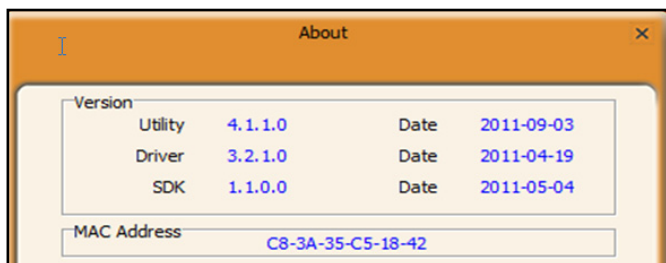 About
Version
Utility 4.1.1.0 Date 2011-09-03
Driver 3.2.1.0 Date 2011-04-19
SDK 1.1.0.0 Date 2011-05-04
MAC Address
C8-3A-35-C5-18-42